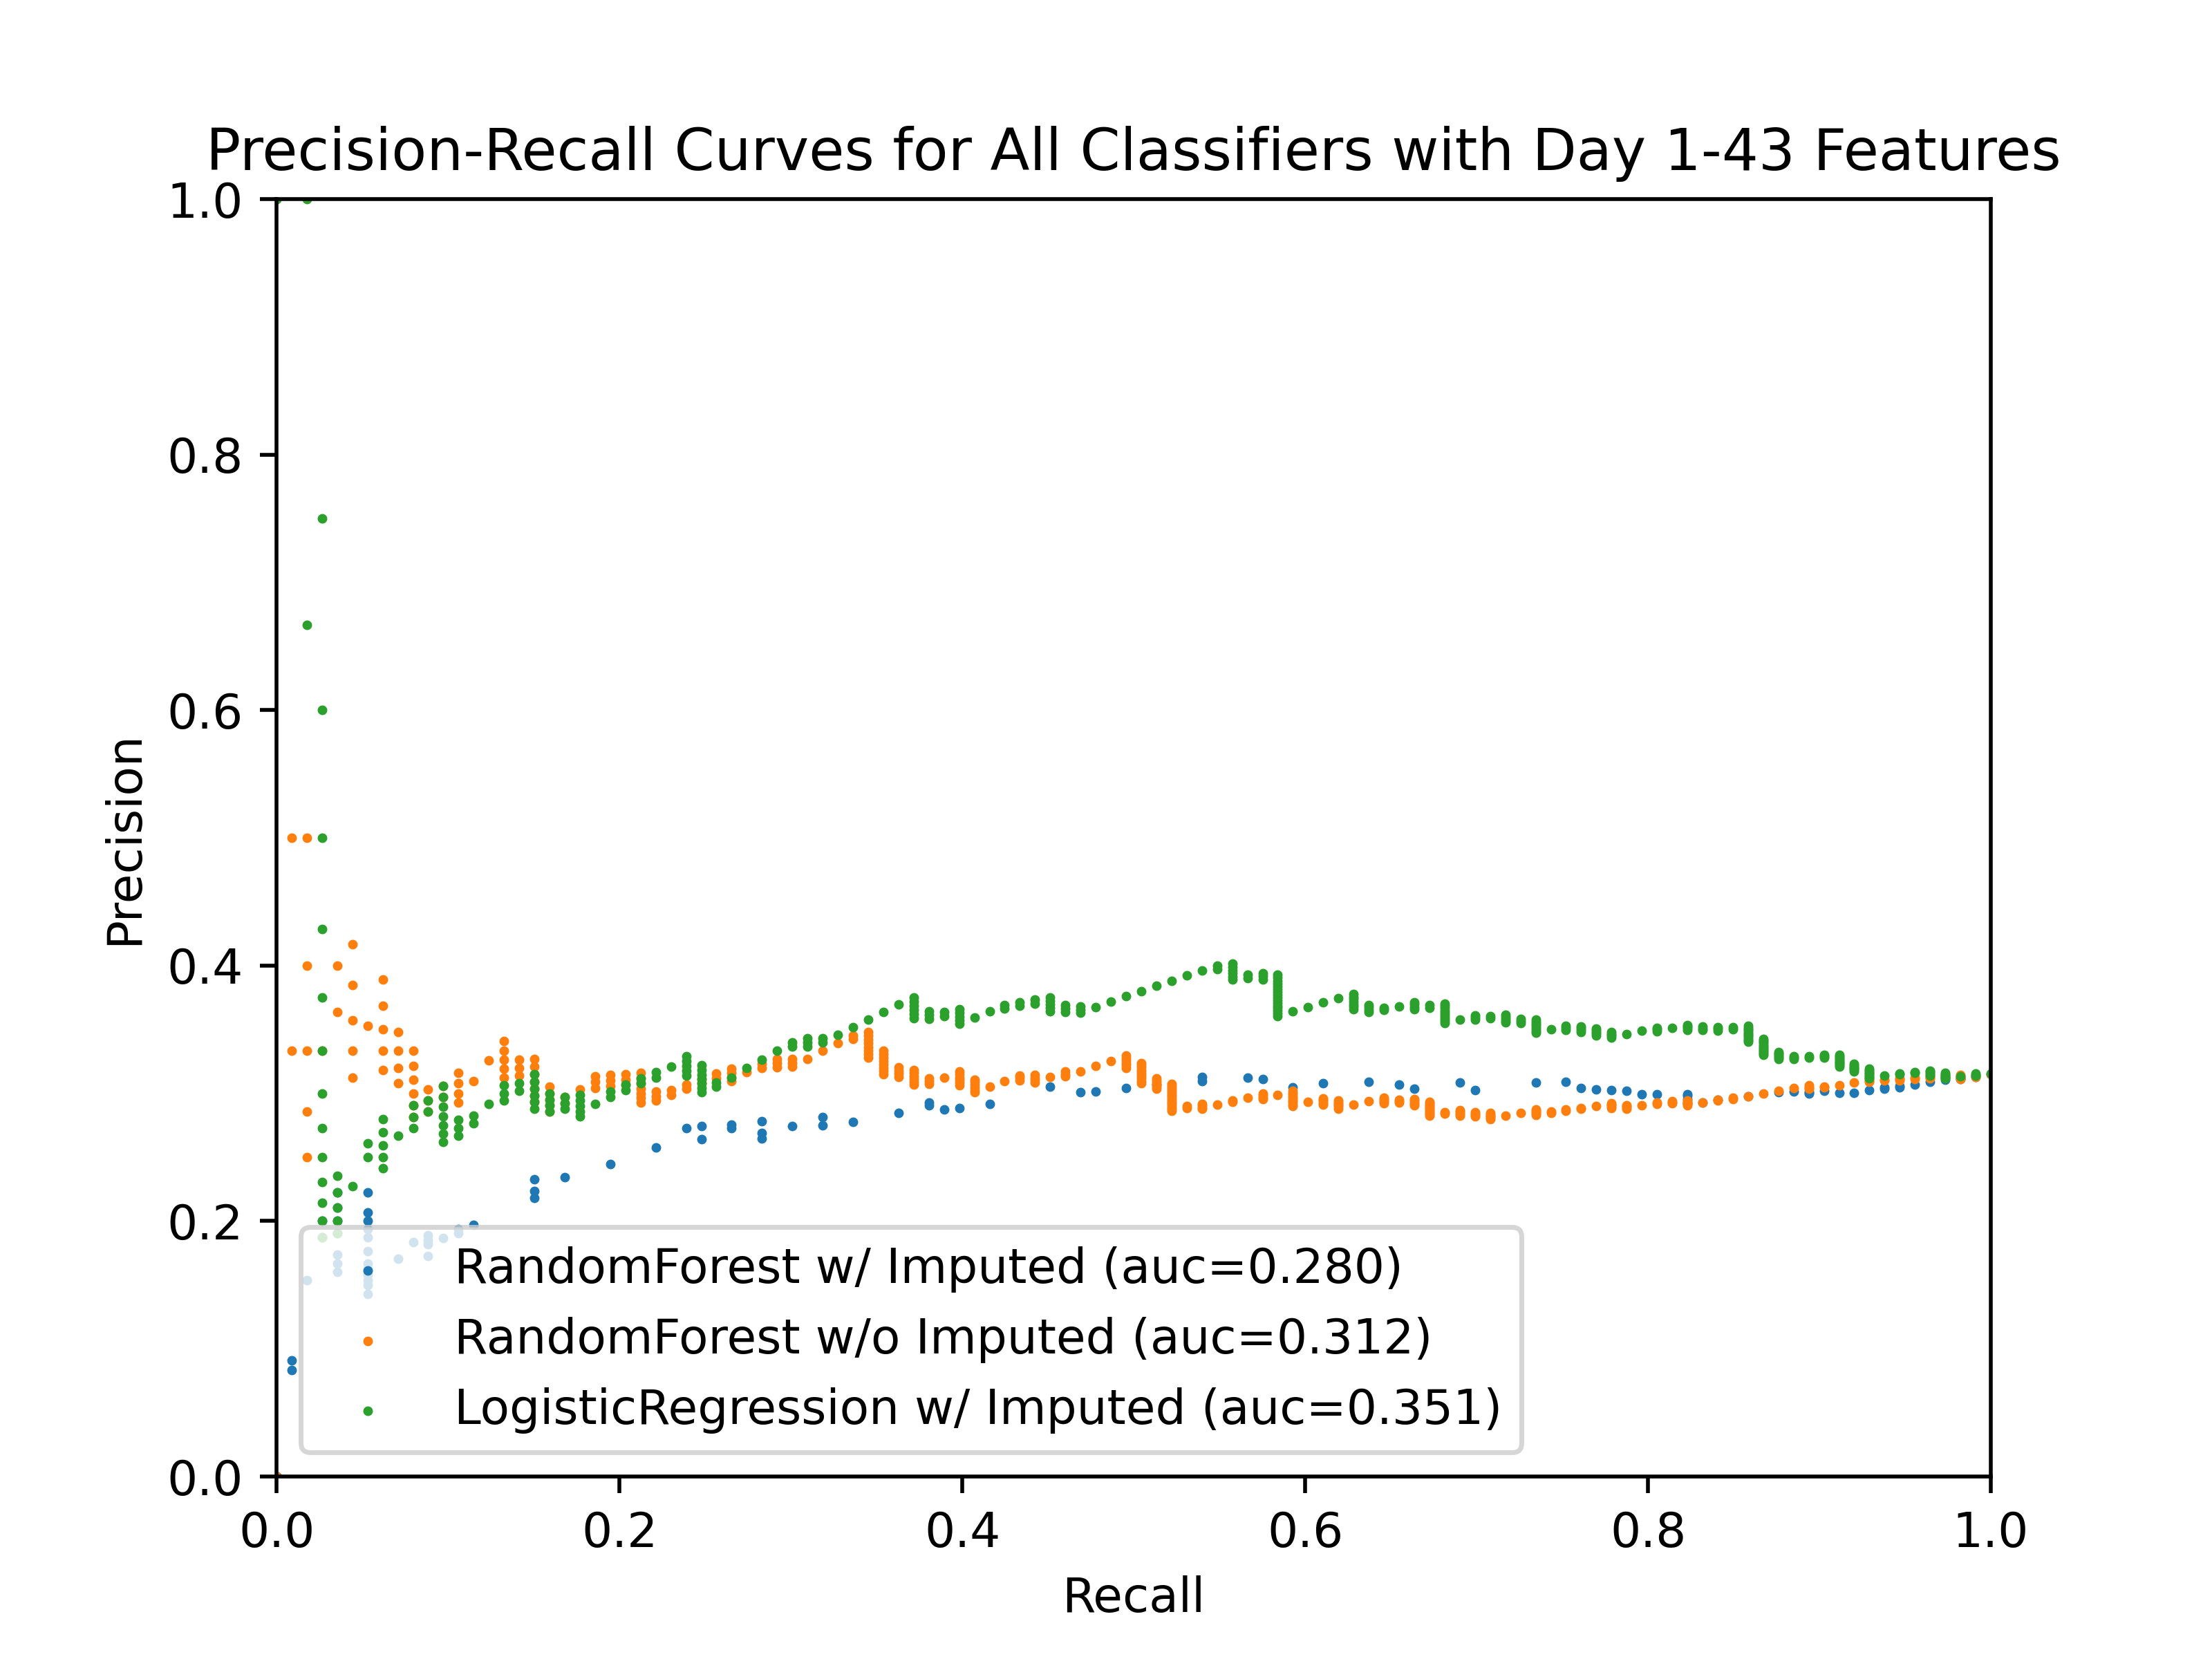 Precision-Recall Curves for All Classifiers with Day 1-43 Features
1.0
0.8
0.6
0.4
0.2
0.0
Precision
RandomForest w/ Imputed (auc=0.280)
RandomForest w/o Imputed (auc=0.312)
LogisticRegression w/ Imputed (auc=0.351)
0.0 0.2 0.4 0.6 0.8 1.0
Recall